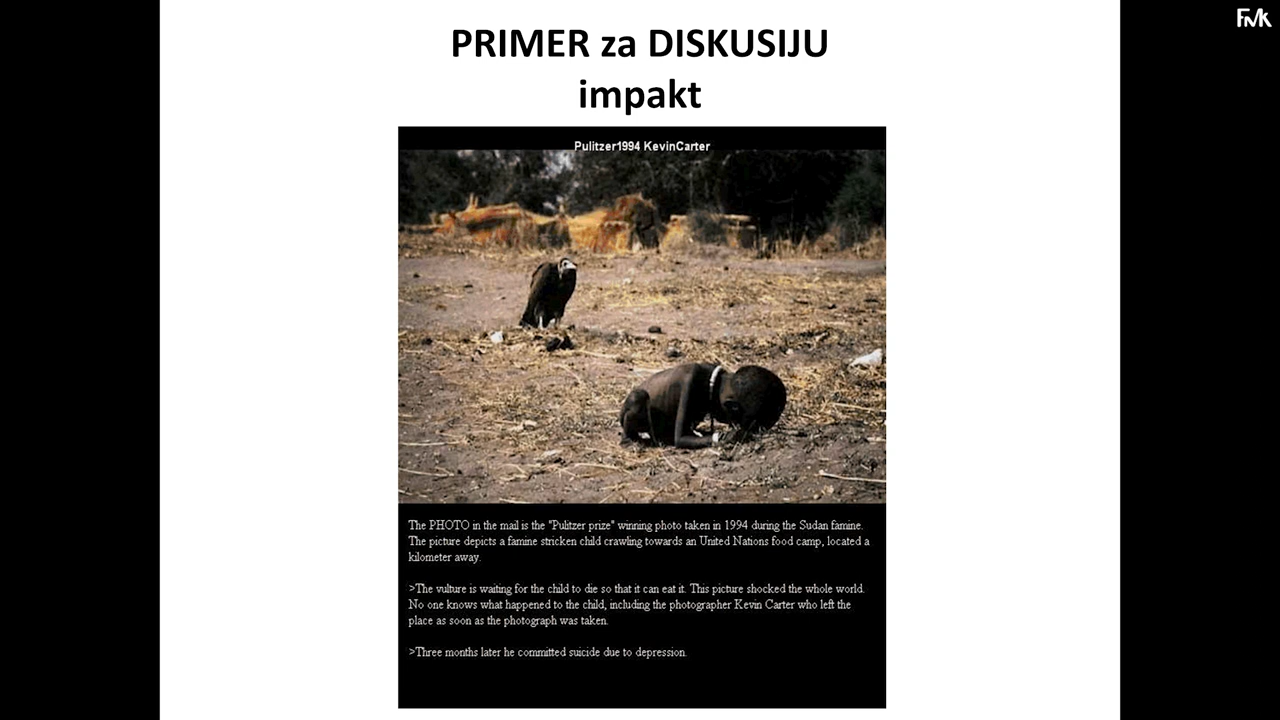 FMk
PRIMER za DISKUSIJU
impakt
Pulitzer1994 KevinCarter
The PHOTO in the mail is the "Pulitzer prize" winning photo taken in 1994 during the Sudan famine.
The picture depicts a famine stricken child crawling towards an United Nations food camp, located a
kilometer away.
>The vulture is waiting for the child to die so that it can eat it. This picture shocked the whole world.
No one knows what happened to the child, including the photographer Kevin Carter who left the
place as soon as the photograph was taken.
>Three months later he committed suicide due to depression.